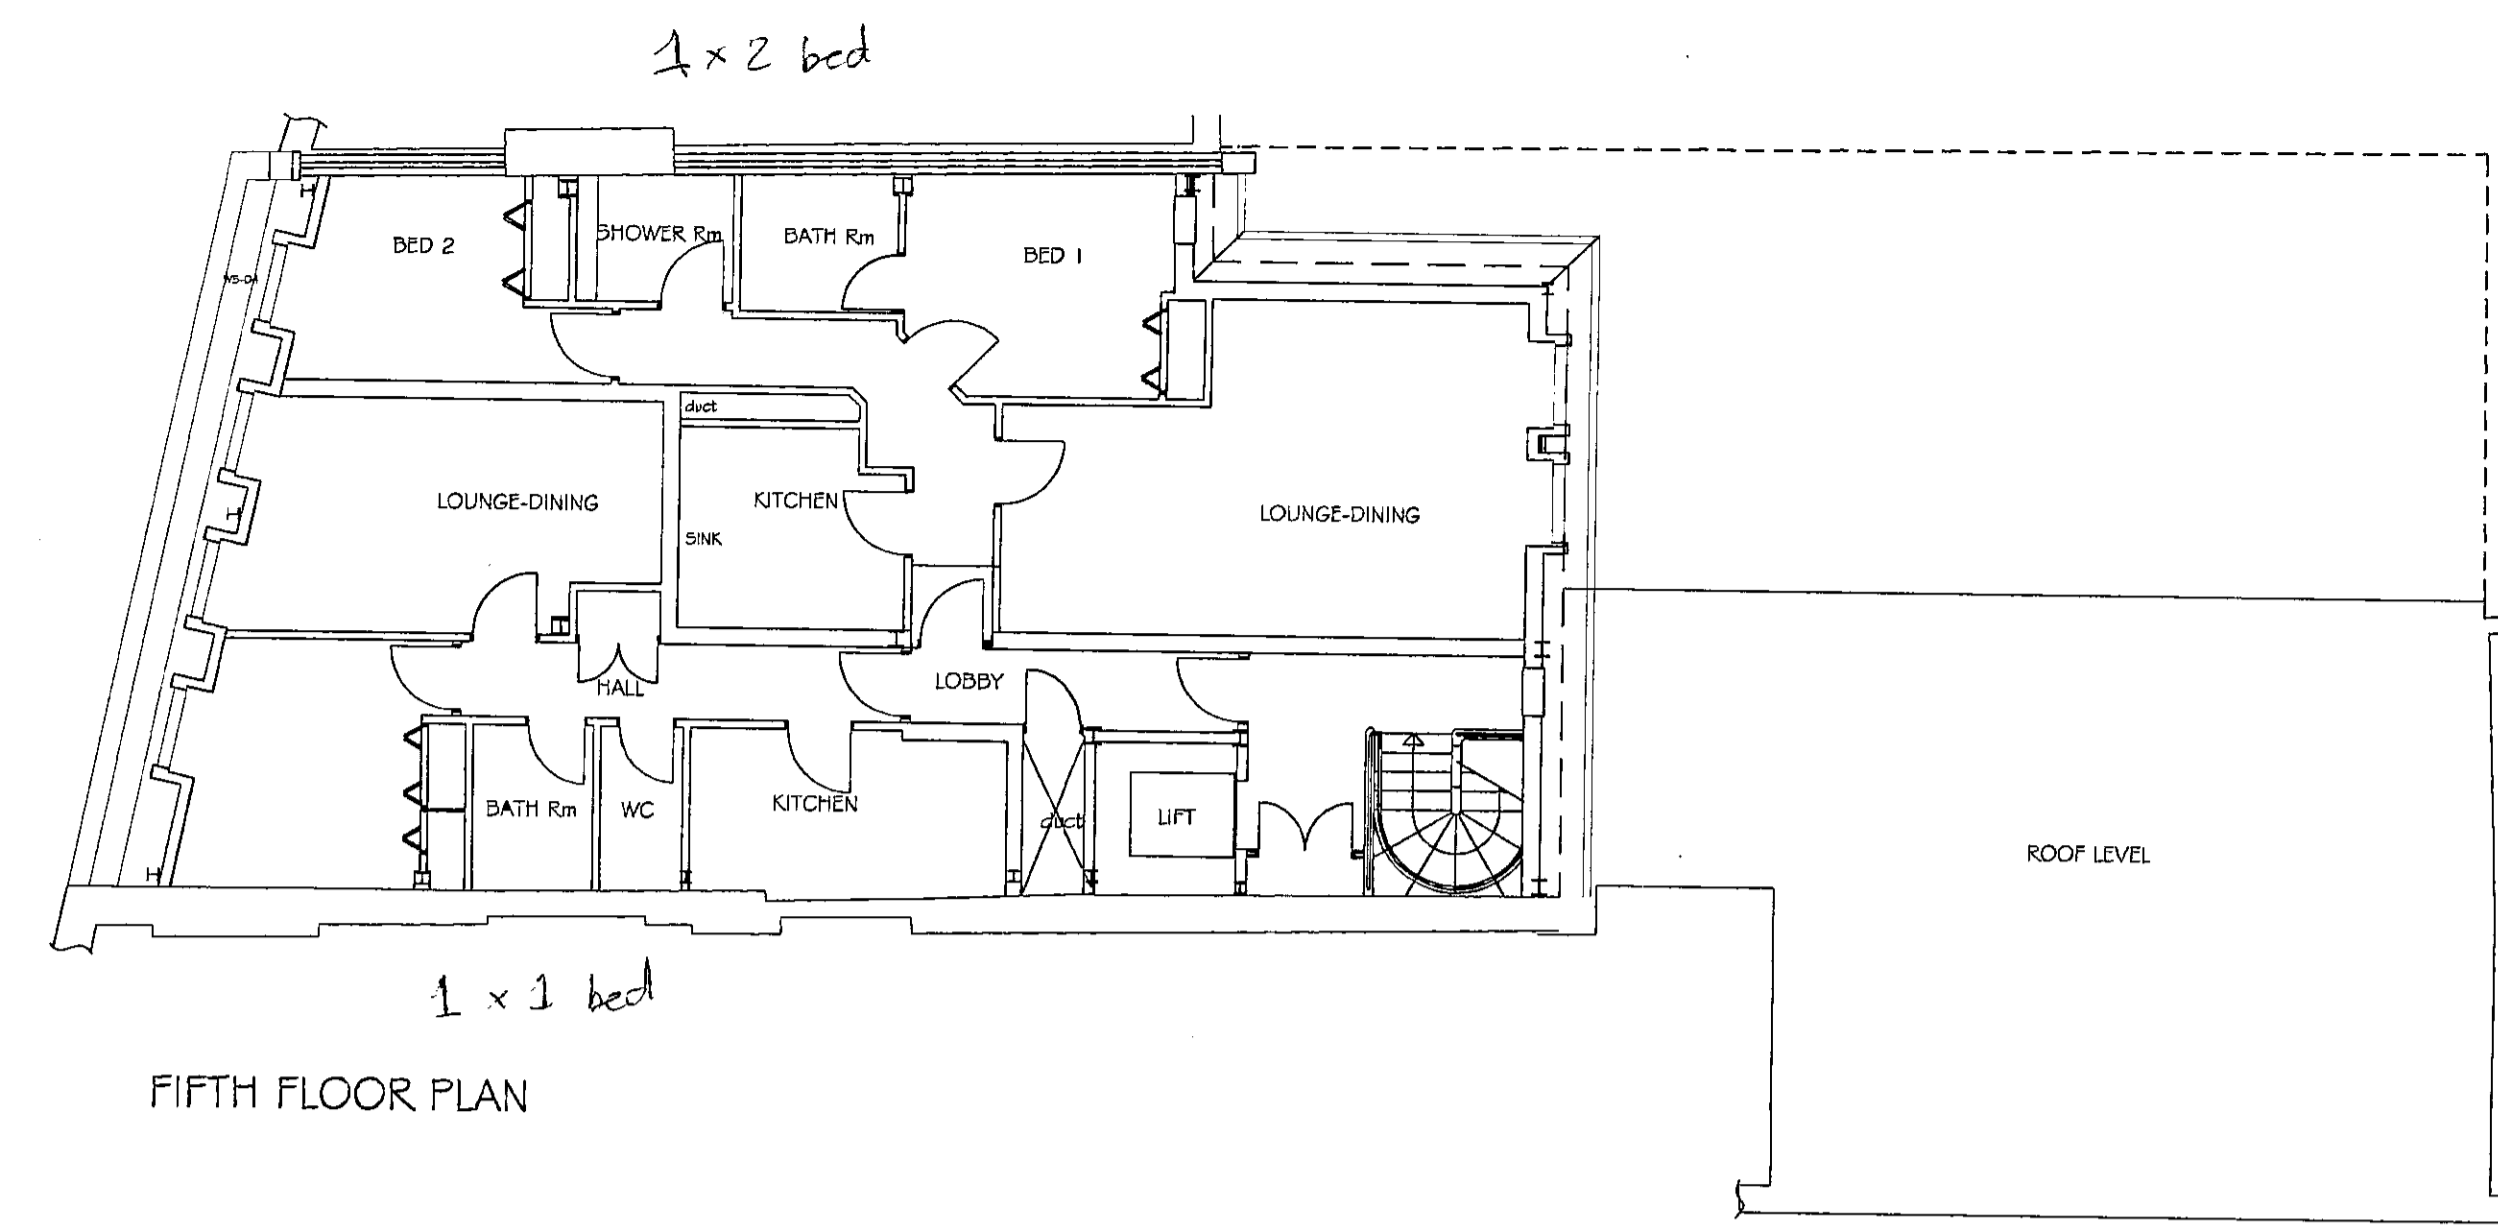 1 x 2 bed
BED 2
SHOWER Rm
BATH Rm
BED 1
duct
LOUNGE-DINING
KITCHEN
SINK
LOUNGE-DINING
HALL
LOBBY
BATH Rm
WC
KITCHEN
duct
LIFT
ROOF LEVEL
1 x 1 bed
FIFTH FLOOR PLAN